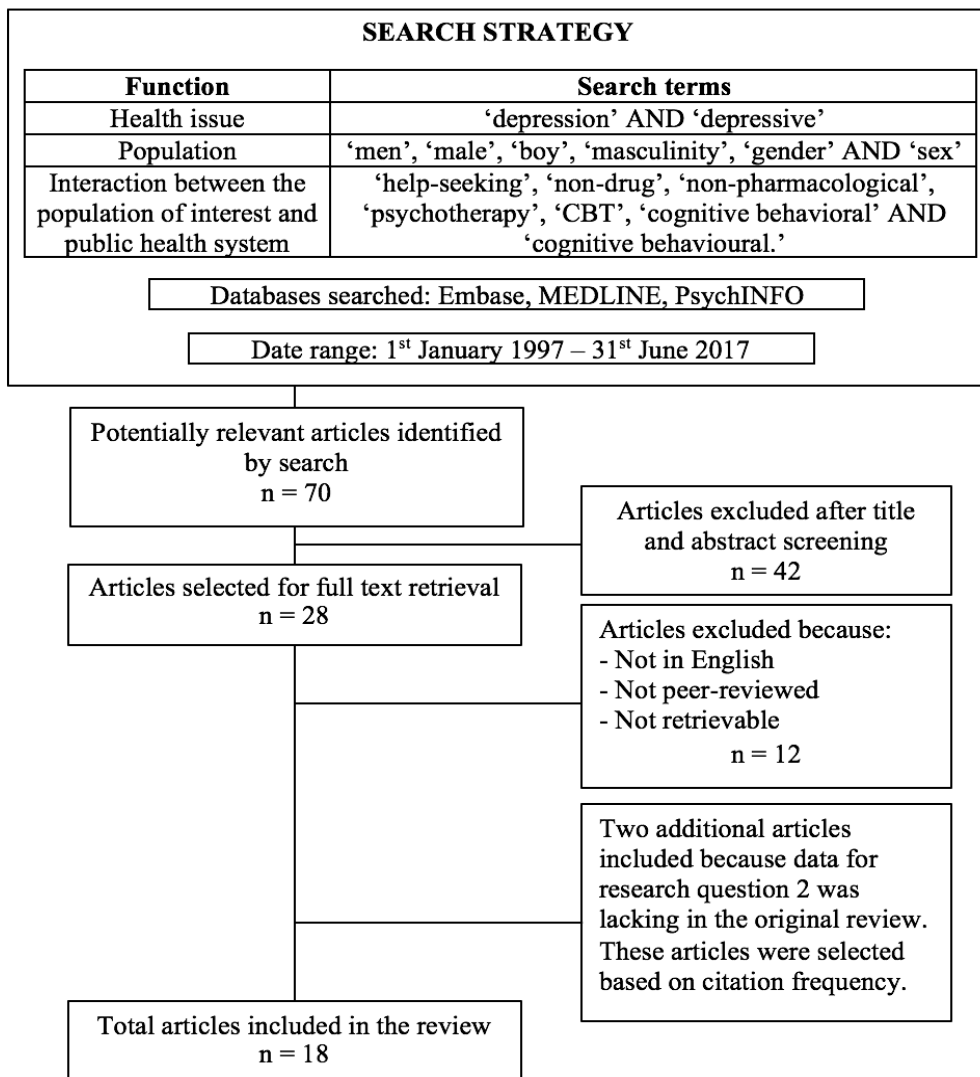 SEARCH STRATEGY
Function Search terms
Health issue ‘depression’ AND ‘depressive’
Population ‘men’, ‘male’, ‘boy’, ‘masculinity’, ‘gender’ AND ‘sex’
Interaction between the
population of interest and
public health system
‘help-seeking’, ‘non-drug’, ‘non-pharmacological’,
‘psychotherapy’, ‘CBT’, ‘cognitive behavioral’ AND
‘cognitive behavioural.’
Databases searched: Embase, MEDLINE, PsychINFO
Date range: 1st January 1997 – 31st June 2017
Potentially relevant articles identified
by search
n = 70
Articles excluded after title
and abstract screening
n = 42
Articles selected for full text retrieval
n = 28
Articles excluded because:
- Not in English
- Not peer-reviewed
- Not retrievable
n = 12
Two additional articles
included because data for
research question 2 was
lacking in the original review.
These articles were selected
based on citation frequency.
Total articles included in the review
n = 18